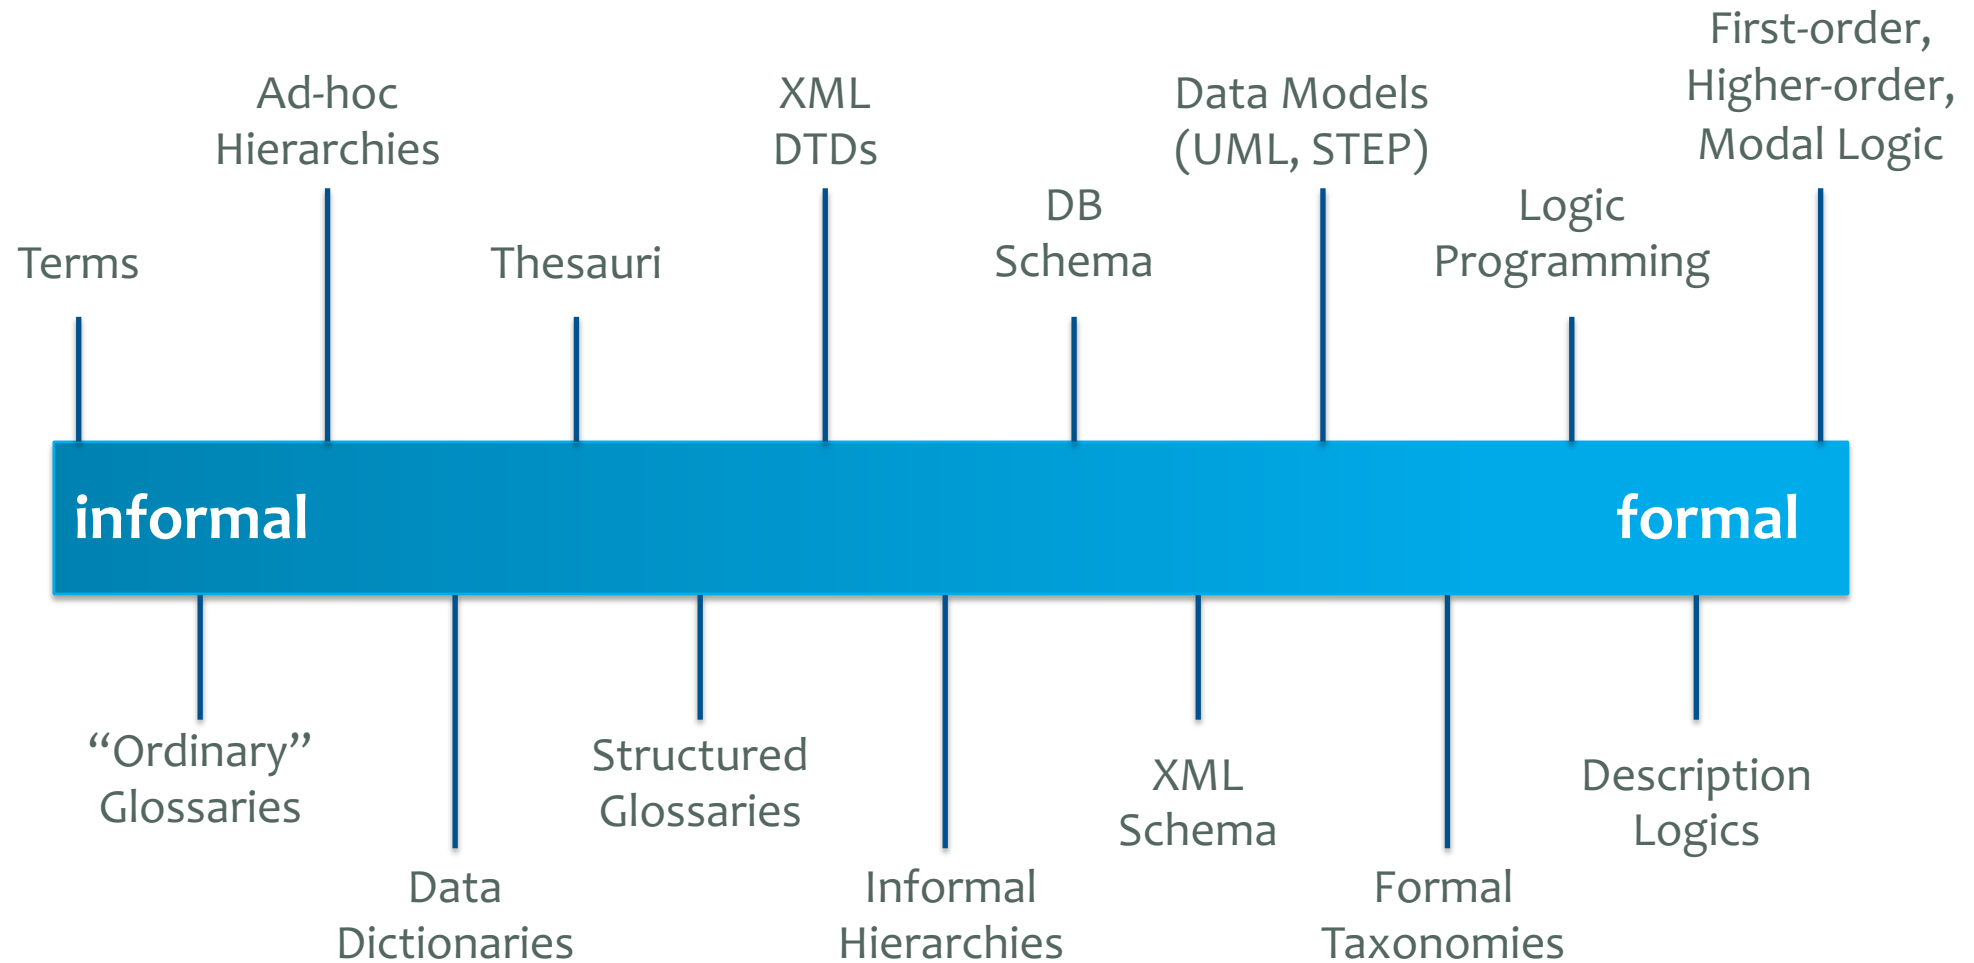 First-order,
Higher-order,
Modal Logic
Ad-hoc
Hierarchies
XML
DTDs
Data Models
(UML, STEP)
Terms
Thesauri
DB
Schema
Logic
Programming
informal
formal
“Ordinary”
Glossaries
Structured
Glossaries
XML
Schema
Description
Logics
Data
Dictionaries
Informal
Hierarchies
Formal
Taxonomies